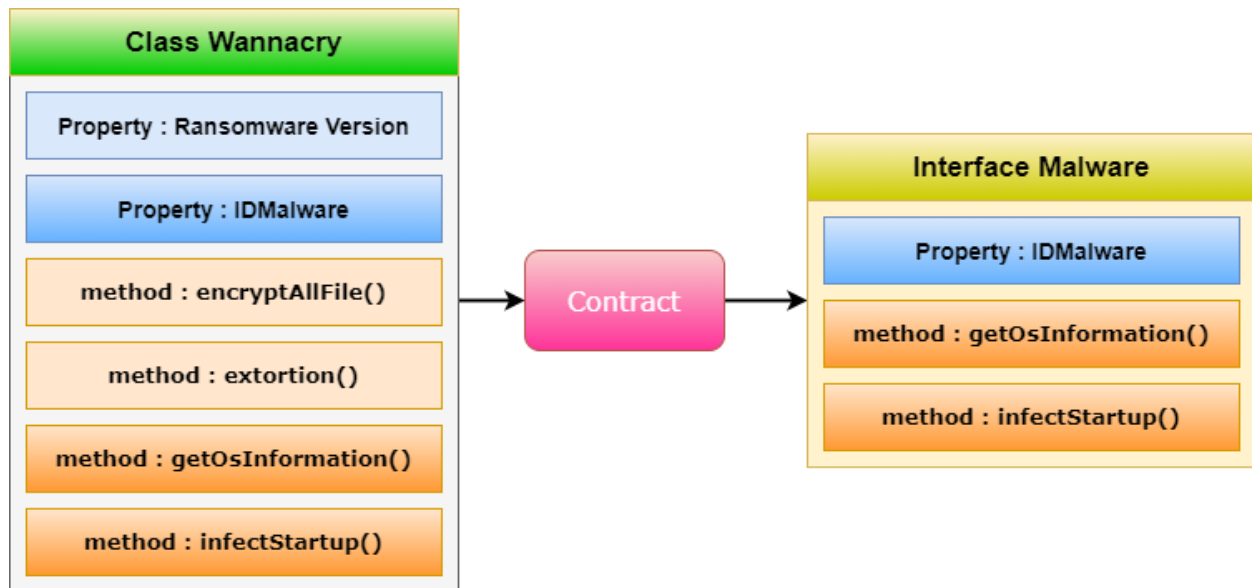 Class Wannacry
Property : Ransomware Version
Property : IDMalware
method : encryptAllFile()
method : extortion()
method : getOsInformation()
method : infectStartup()
Contract
Interface Malware
Property : IDMalware
method : getOsInformation()
method : infectStartup()